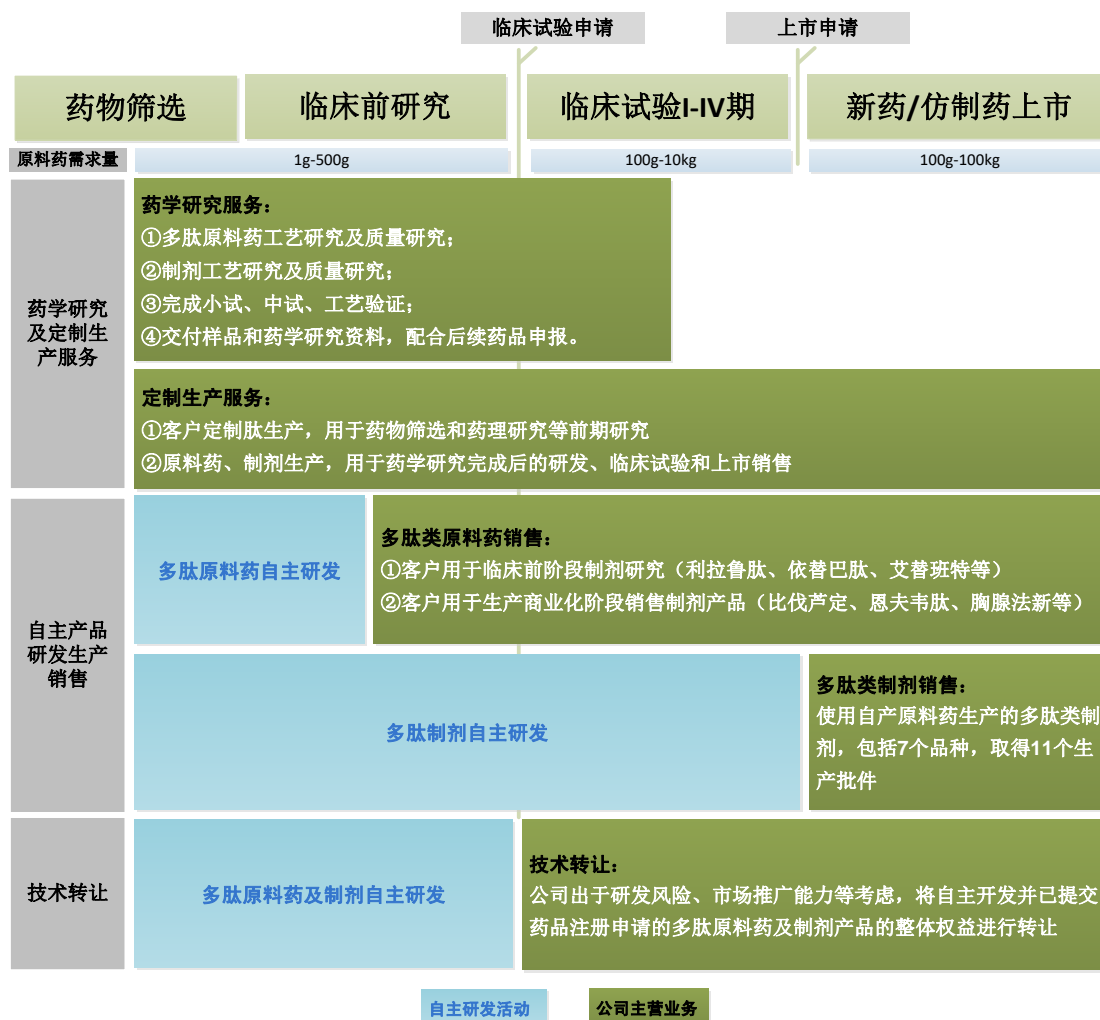 临床试验申请
上市申请
药物筛选
临床前研究
临床试验I-IV期
新药/仿制药上市
原料药需求量
1g-500g
100g-10kg
100g-100kg
药学研究
及定制生
产服务
药学研究服务：
①多肽原料药工艺研究及质量研究；
②制剂工艺研究及质量研究；
③完成小试、中试、工艺验证；
④交付样品和药学研究资料，配合后续药品申报。
定制生产服务：
①客户定制肽生产，用于药物筛选和药理研究等前期研究
②原料药、制剂生产，用于药学研究完成后的研发、临床试验和上市销售
自主产品
研发生产
销售
多肽原料药自主研发
多肽类原料药销售：
①客户用于临床前阶段制剂研究（利拉鲁肽、依替巴肽、艾替班特等）
②客户用于生产商业化阶段销售制剂产品（比伐芦定、恩夫韦肽、胸腺法新等）
多肽制剂自主研发
多肽类制剂销售：
使用自产原料药生产的多肽类制
剂，包括7个品种，取得11个生
产批件
技术转让
多肽原料药及制剂自主研发
技术转让：
公司出于研发风险、市场推广能力等考虑，将自主开发并已提交
药品注册申请的多肽原料药及制剂产品的整体权益进行转让
自主研发活动
公司主营业务